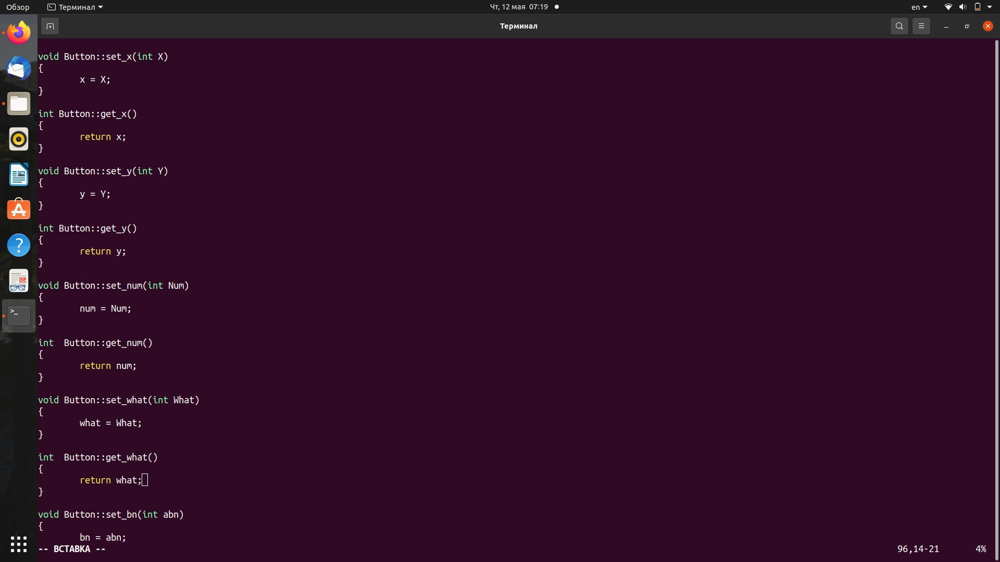 Обзор
Терминал
Чт, 12 мая 07:19
en
Терминал
void Button::set_x(int X)
{
        x = X;
}
int Button::get_x()
{
        return x;
}
void Button::set_y(int Y)
{
        y = Y;
}
int Button::get_y()
{
        return y;
}
void Button::set_num(int Num)
{
        num = Num;
}
int  Button::get_num()
{
        return num;
}
void Button::set_what(int What)
{
        what = What;
}
int  Button::get_what()
{
        return what;
}
void Button::set_bn(int abn)
{
        bn = abn;
-- ВСТАВКА --
96,14-21
4%